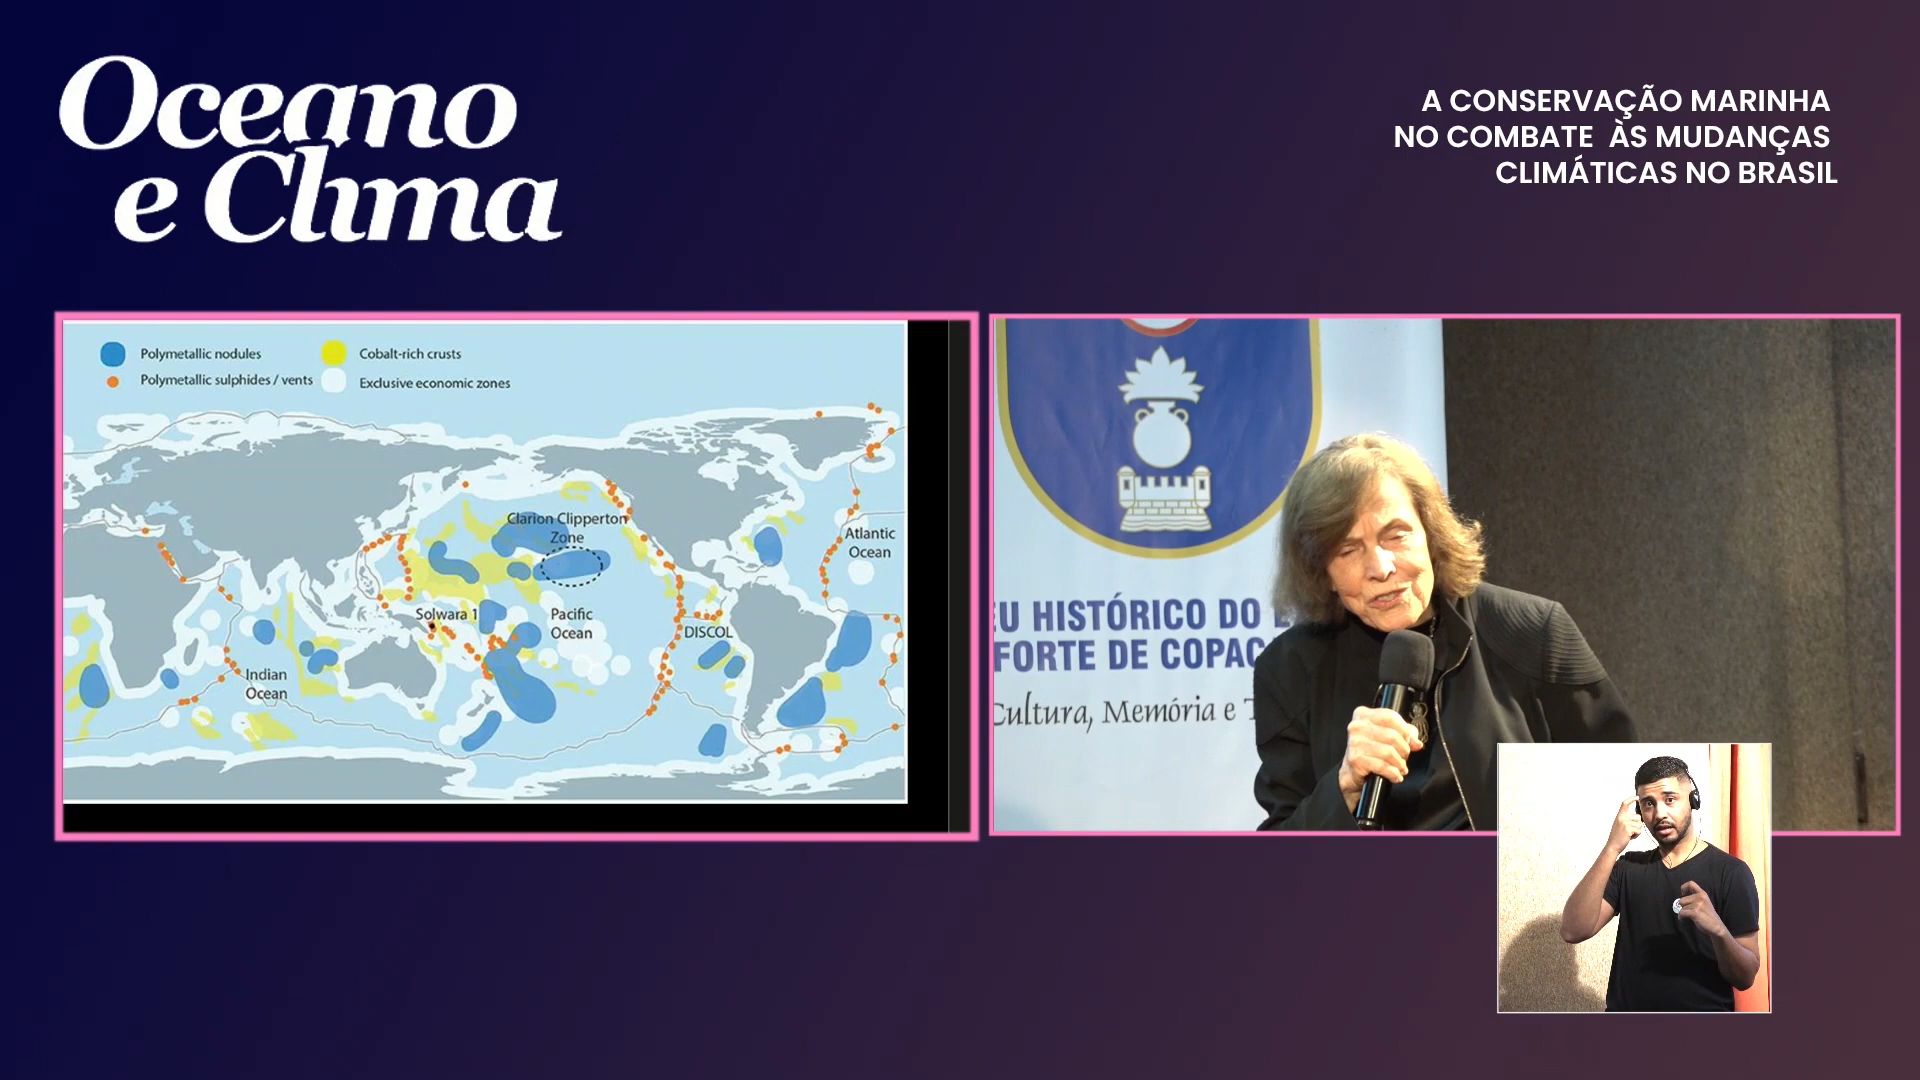 Oceano
e Clima
A CONSERVAÇÃO MARINHA
NO COMBATE ÀS MUDANÇAS
CLIMÁTICAS NO BRASIL
Polymetallic nodules
Cobalt-rich crusts
Polymetallic sulphides / vents
Exclusive economic zones
Clarion Clipperton
Zone
Atlantic
Ocean
Solwara 1
Pacific
Ocean
DISCOL
Indian
Ocean
HISTÓRICO DO
FORTE DE
Cultura, Memória e